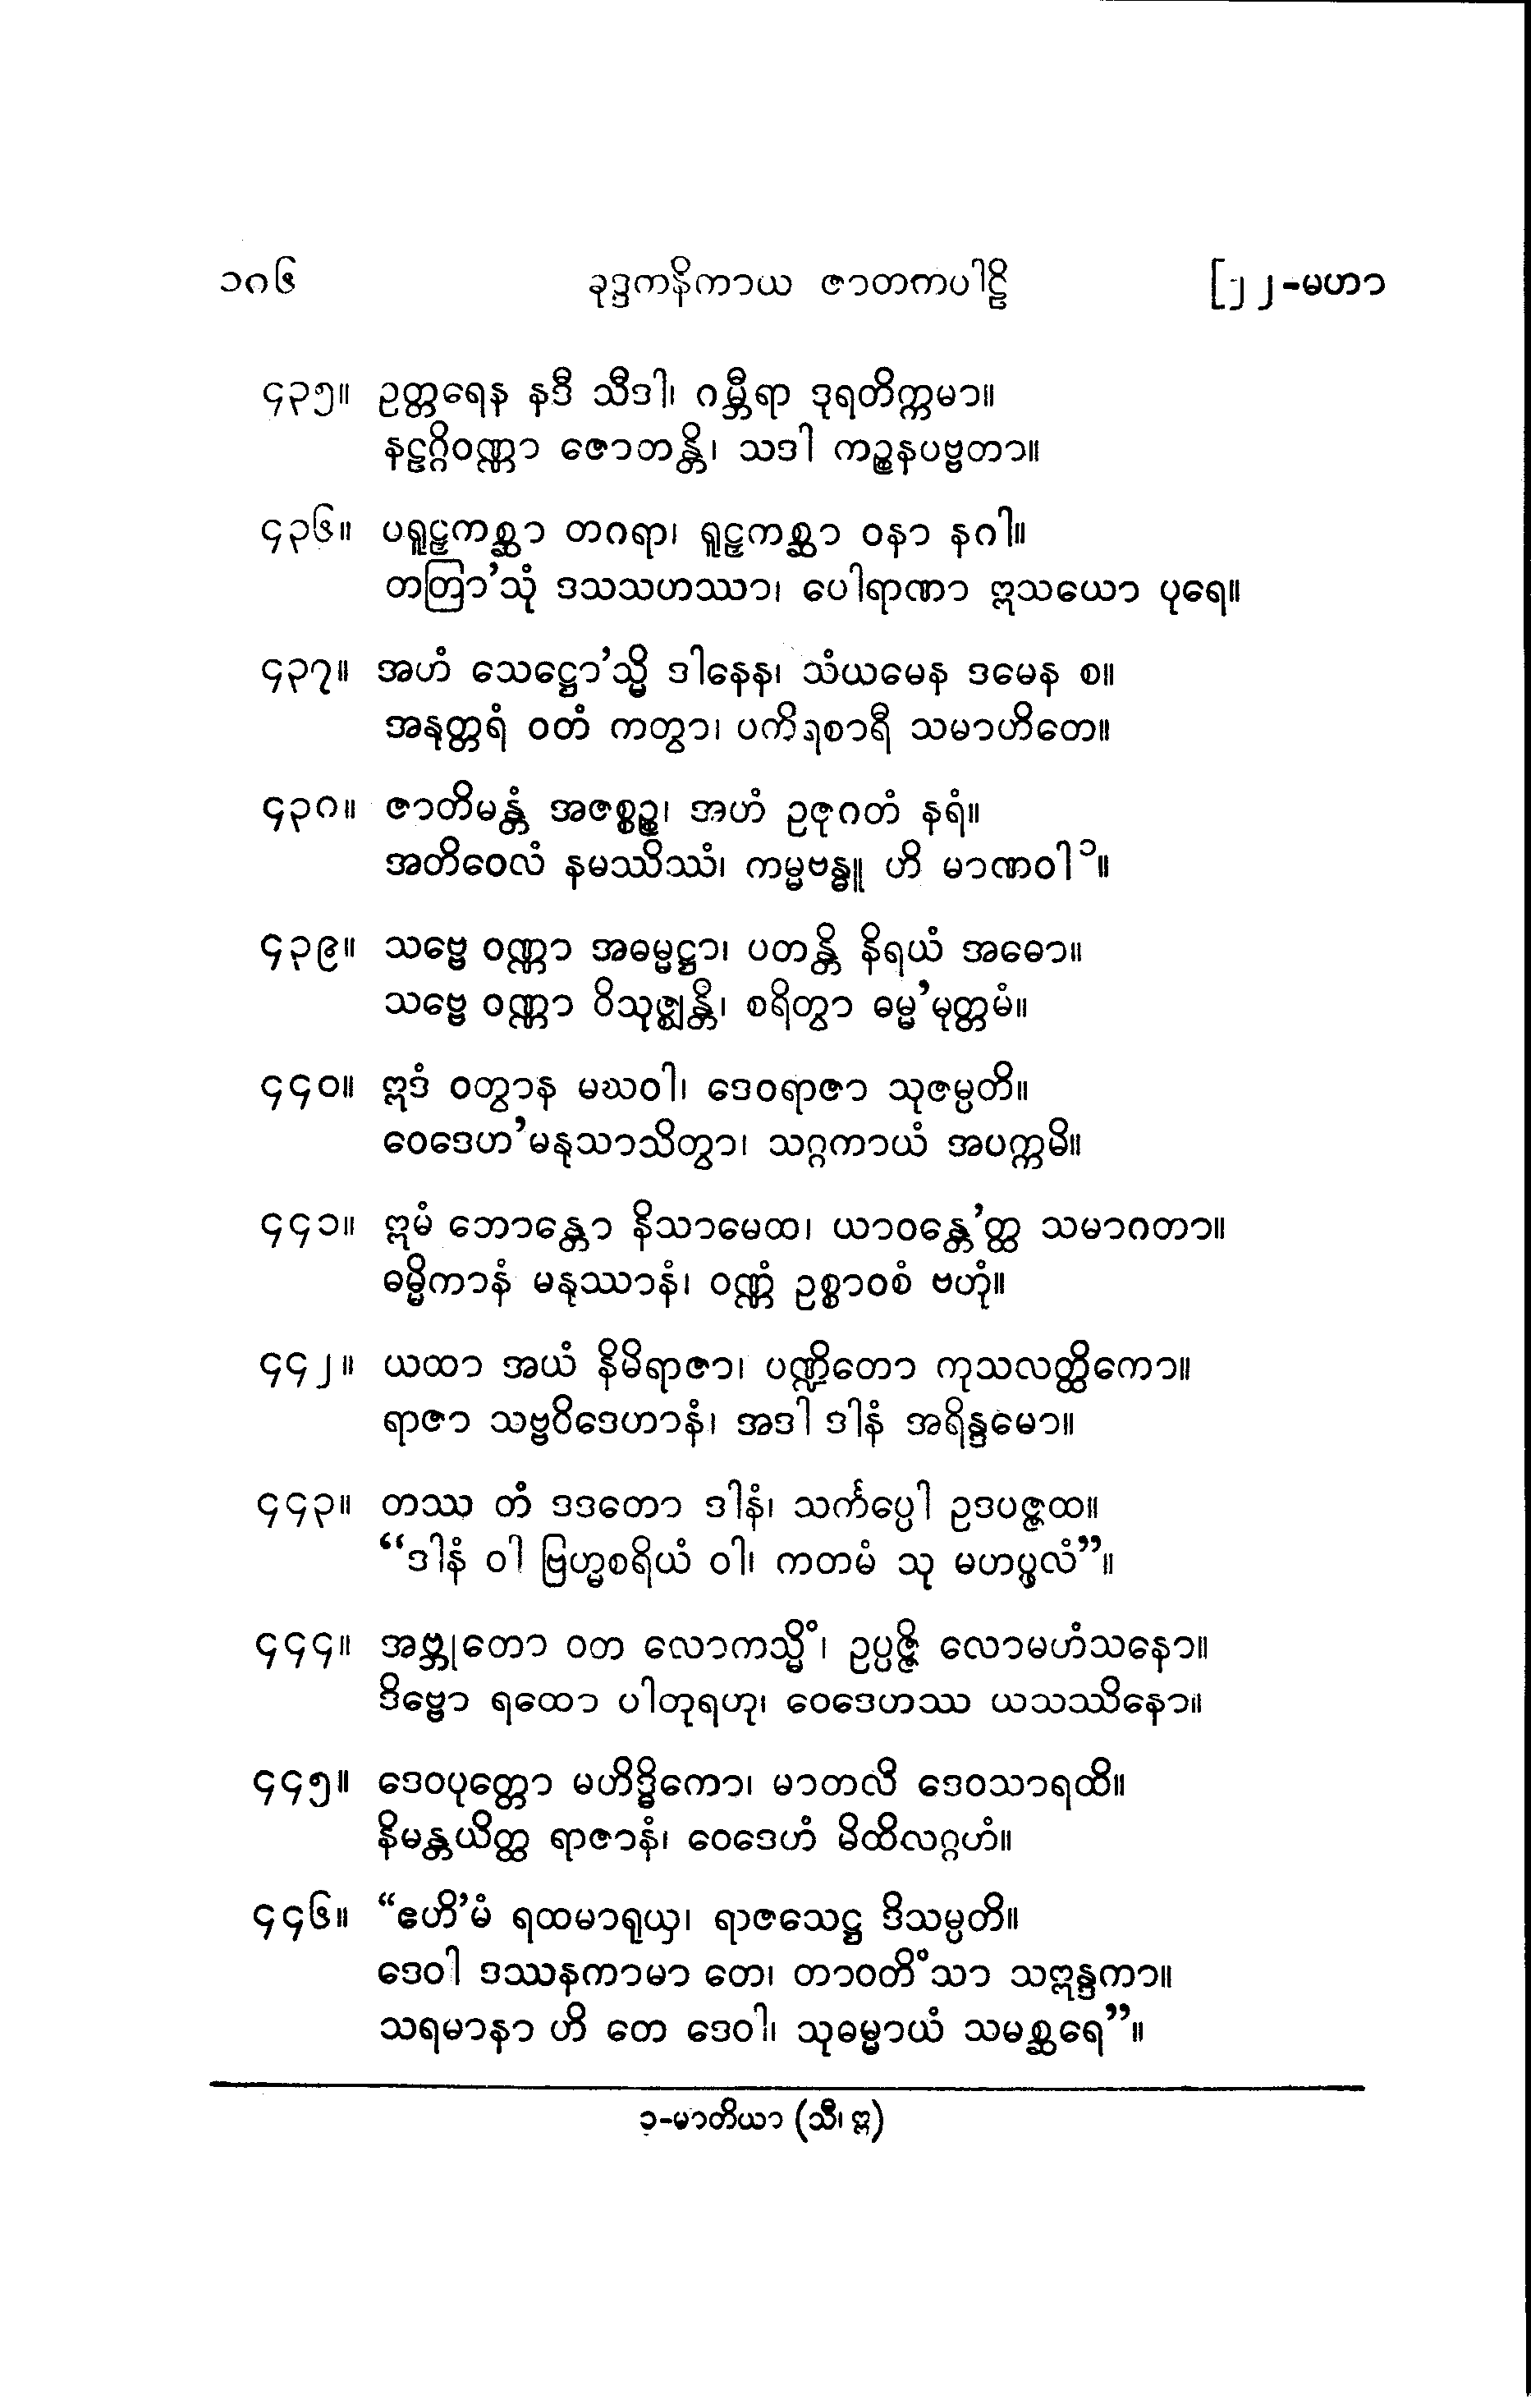 ၁၈၆ ခုဒ္ဒကနိကာယ ဇာတကပါဠိ [၂၂-မဟာ
၄၃၅။ ဥတ္တရေန နဒီ သီဒါ၊ ဂမ္ဘီရာ ဒုရတိက္ကမာ။
နဠဂ္ဂိဝဏ္ဏာ ဇောတန္တိ၊ သဒါ ကဉ္စနပဗ္ဗတာ။
၄၃၆။ ပရူဠှကစ္ဆာ တဂရာ၊ ရူဠှကစ္ဆာ ဝနာ နဂါ။
တတြာ’သုံ ဒသသဟဿာ၊ ပေါရာဏာ ဣသယော ပုရေ။
၄၃၇။ အဟံ သေဋ္ဌော’သ္မိ ဒါနေန၊ သံယမေန ဒမေန စ။
အနုတ္တရံ ဝတံ ကတွာ၊ ပကိရစာရီ သမာဟိတေ။
၄၃၈။ ဇာတိမန္တံ အဇစ္စဉ္စ၊ အဟံ ဥဇုဂတံ နရံ။
အတိဝေလံ နမဿိဿံ၊ ကမ္မဗန္ဓူ ဟိ မာဏဝါ ၁။
၄၃၉။ သဗ္ဗေ ဝဏ္ဏာ အဓမ္မဋ္ဌာ၊ ပတန္တိ နိရယံ အဓော။
သဗ္ဗေ ဝဏ္ဏာ ဝိသုဇ္ဈန္တိ၊ စရိတွာ ဓမ္မ’မုတ္တမံ။
၄၄၀။ ဣဒံ ဝတွာန မဃဝါ၊ ဒေဝရာဇာ သုဇမ္ပတိ။
ဝေဒေဟ’မနုသာသိတွာ၊ သဂ္ဂကာယံ အပက္ကမိ။
၄၄၁။ ဣမံ ဘောန္တော နိသာမေထ၊ ယာဝန္တေ’တ္ထ သမာဂတာ။
ဓမ္မိကာနံ မနုဿာနံ၊ ဝဏ္ဏံ ဥစ္စာဝစံ ဗဟုံ။
၄၄၂။ ယထာ အယံ နိမိရာဇာ၊ ပဏ္ဍိတော ကုသလတ္ထိကော။
ရာဇာ သဗ္ဗဝိဒေဟာနံ၊ အဒါ ဒါနံ အရိန္ဒမော။
၄၄၃။ တဿ တံ ဒဒတော ဒါနံ၊ သင်္ကပ္ပေါ ဥဒပဇ္ဇထ။
“ဒါနံ ဝါ ဗြဟ္မစရိယံ ဝါ၊ ကတမံ သု မဟပ္ဖလံ”။
၄၄၄။ အဗ္ဘုတော ဝတ လောကသ္မိံ၊ ဥပ္ပဇ္ဇိ လောမဟံသနော။
ဒိဗ္ဗော ရထော ပါတုရဟု၊ ဝေဒေဟဿ ယသဿိနော။
၄၄၅။ ဒေဝပုတ္တော မဟိဒ္ဓိကော၊ မာတလိ ဒေဝသာရထိ။
နိမန္တယိတ္ထ ရာဇာနံ၊ ဝေဒေဟံ မိထိလဂ္ဂဟံ။
၄၄၆။ “ဧဟိ’မံ ရထမာရုယှ၊ ရာဇသေဋ္ဌ ဒိသမ္ပတိ။
ဒေဝါ ဒဿနကာမာ တေ၊ တာဝတိံသာ သဣန္ဒကာ။
သရမာနာ ဟိ တေ ဒေဝါ၊ သုဓမ္မာယံ သမစ္ဆရေ”။
၁-မာတိယာ (သီ၊ ဣ)